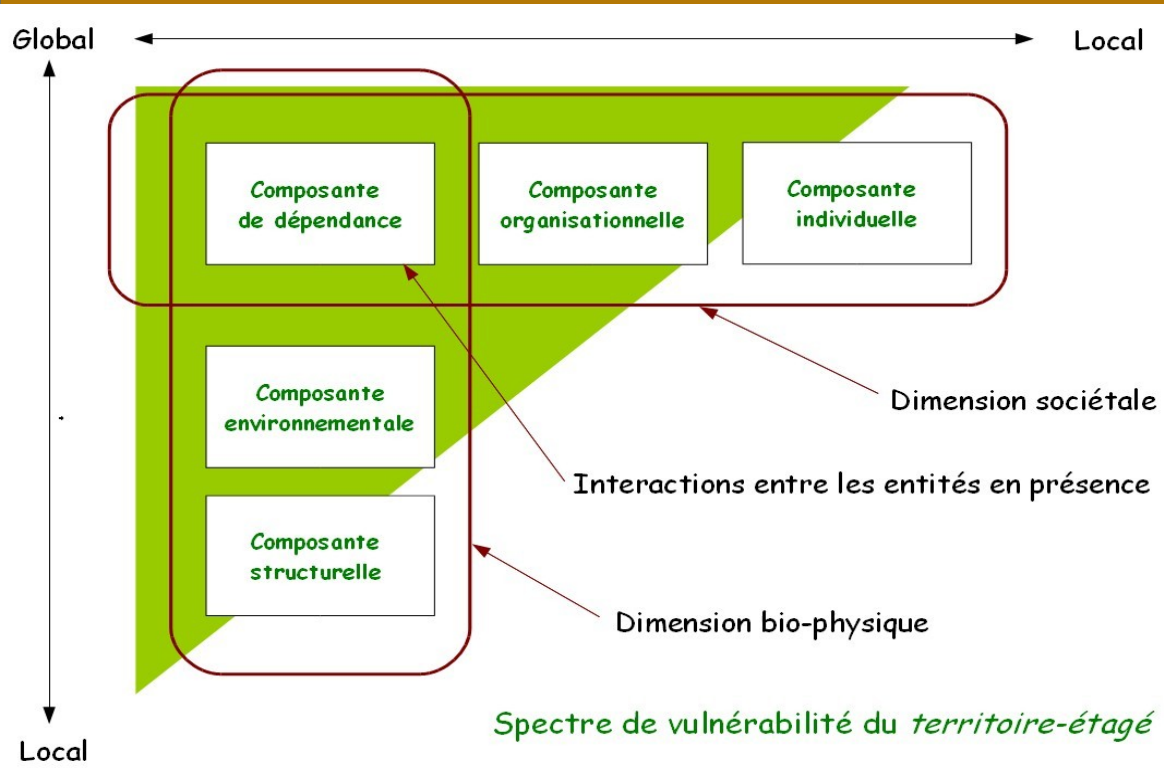 Global
Local
Composante
de dépendance
Composante
organisationnelle
Composante
individuelle
Composante
environnementale
Dimension sociétale
Interactions entre les entités en présence
Composante
structurelle
Dimension bio-physique
Spectre de vulnérabilité du territoire-étagé
Local